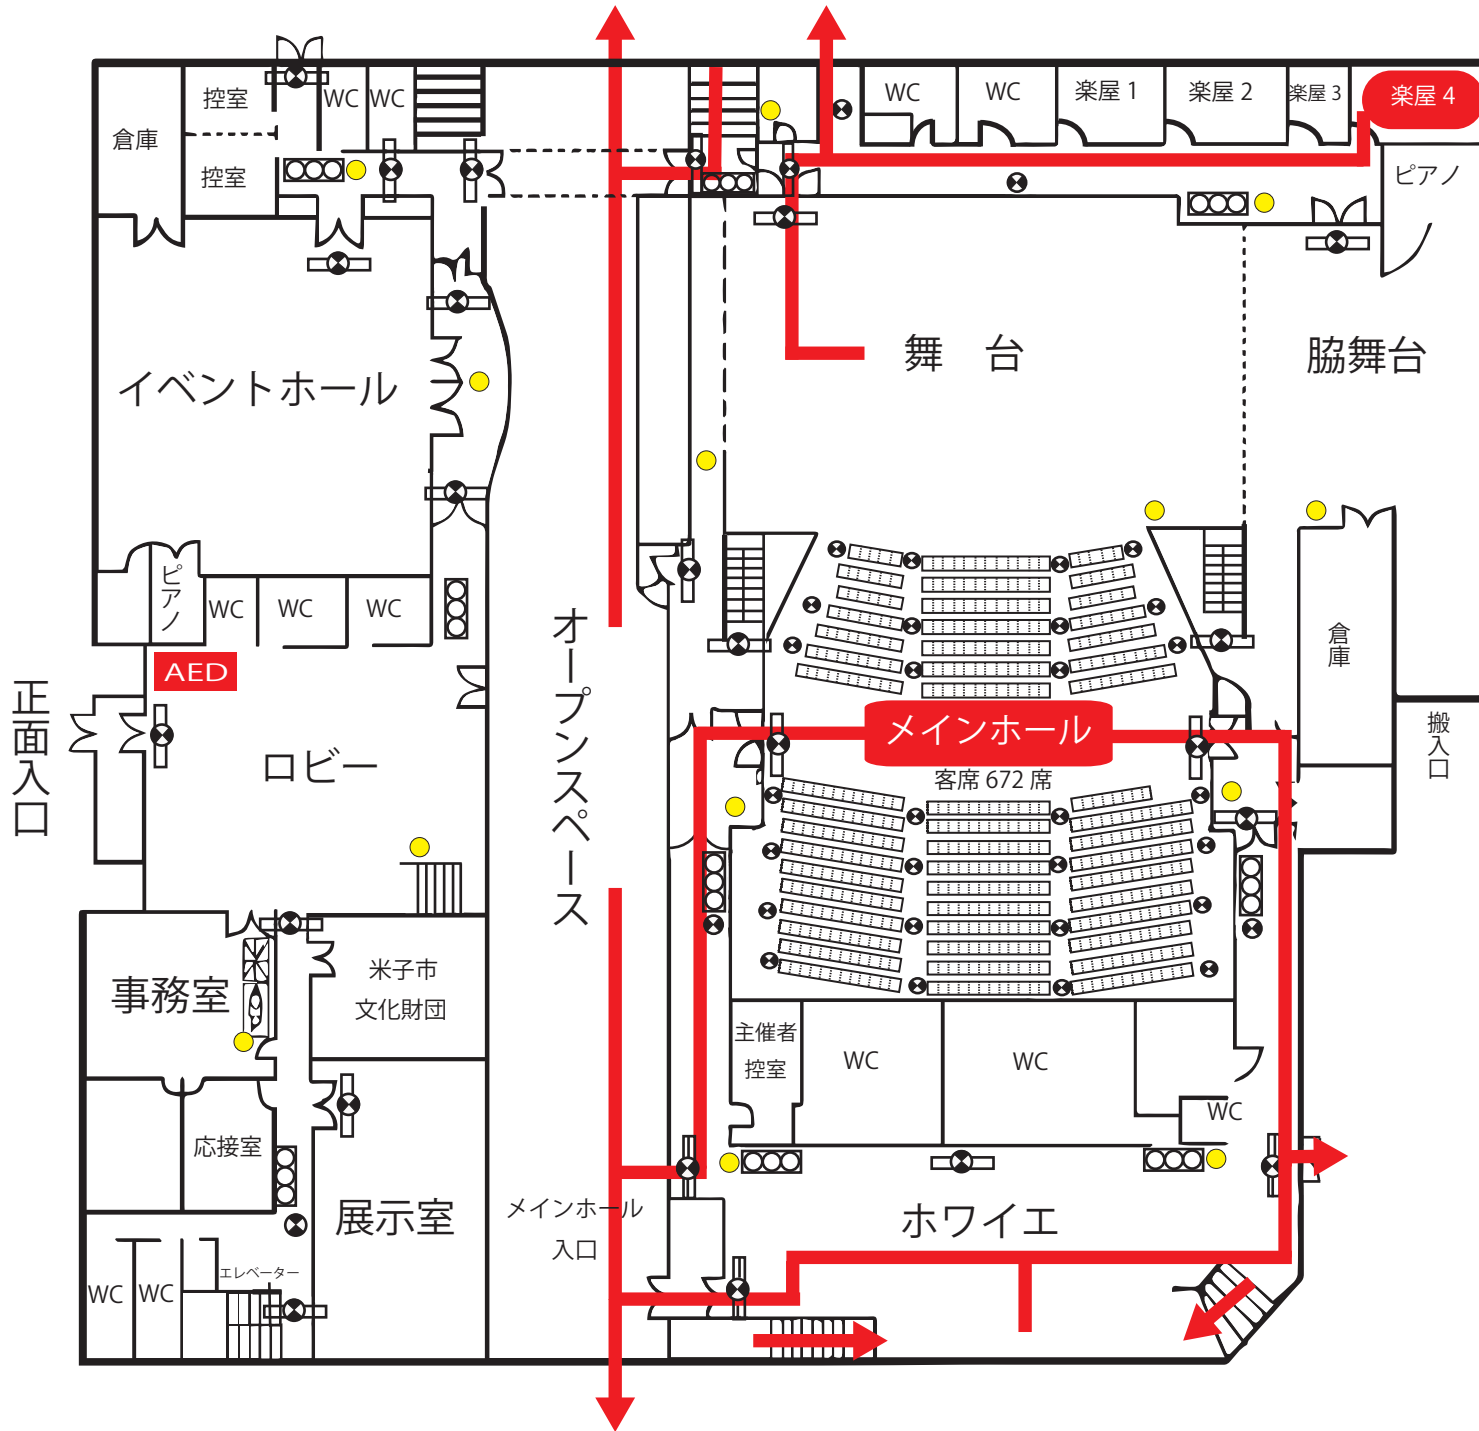 控室
WC
WC
WC
WC
楽屋 1
楽屋 2
楽屋 3
楽屋 4
倉庫
控室
ピアノ
舞 台
脇舞台
イベントホール
ピアノ
WC
WC
WC
オープンスペース
倉庫
AED
正面入口
ロビー
メインホール
客席 672 席
搬入口
事務室
米子市
文化財団
主催者
控室
WC
WC
WC
応接室
展示室
メインホール
入口
ホワイエ
エレベーター
WC
WC